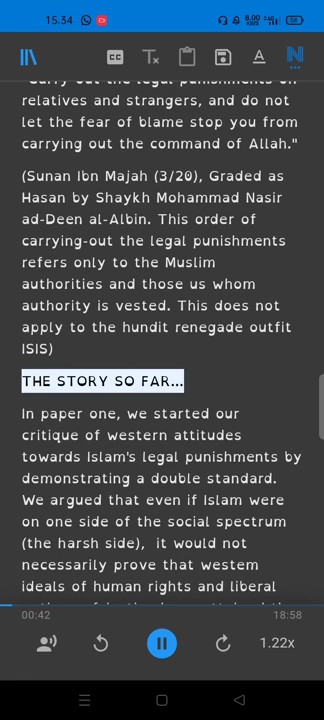 15.34
8,00
KB/S
CC
"Carry out the legal punishments on
relatives and strangers, and do not
let the fear of blame stop you from
carrying out the command of Allah."
(Sunan Ibn Majah (3/20), Graded as
Hasan by Shaykh Mohammad Nasir
ad-Deen al-Albin. This order of
carrying-out the legal punishments
refers only to the Muslim
authorities and those us whom
authority is vested. This does not
apply to the hundit renegade outfit
ISIS)
THE STORY SO FAR...
In paper one, we started our
critique of western attitudes
towards Islam's legal punishments by
demonstrating a double standard.
We argued that even if Islam were
on one side of the social spectrum
(the harsh side),  it would not
necessarily prove that westem
ideals of human rights and liberal
00:42
18:58
1.22x